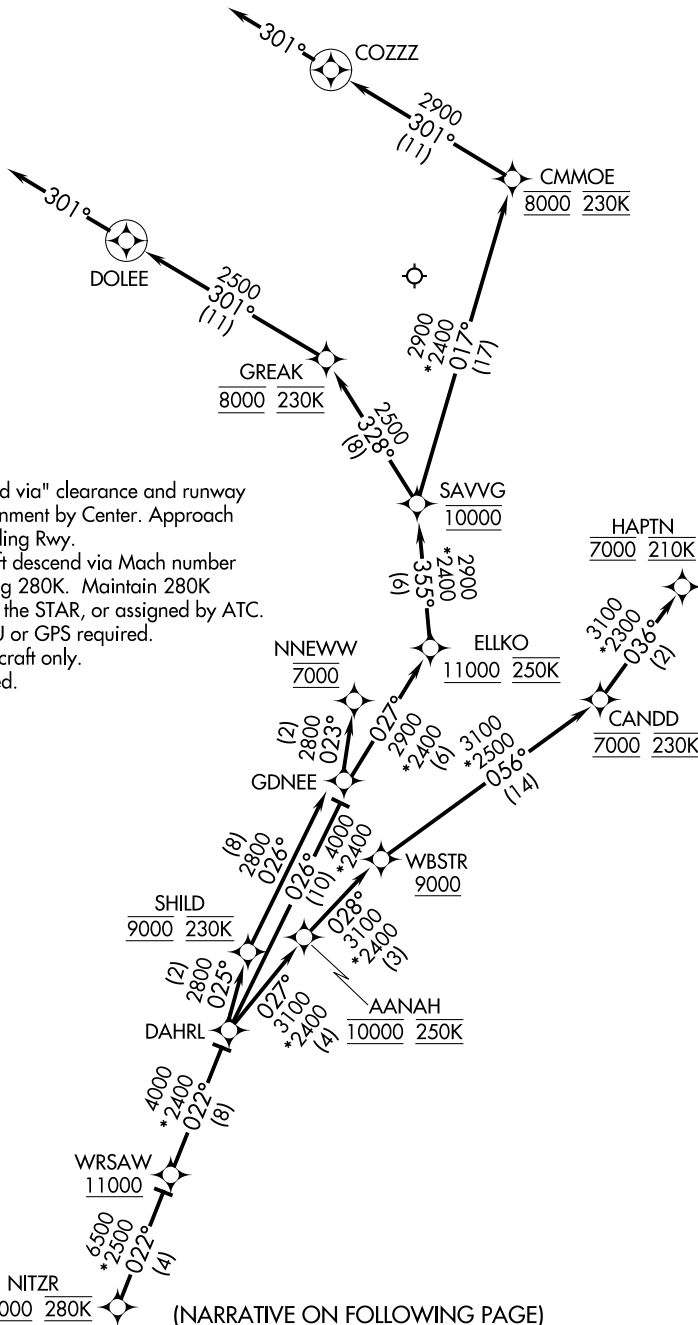 301°
COZZZ
2900
301°
(11)
CMMOE
8000 230K
301°
DOLEE
2500
301°
(11)
GREAK
8000 230K
2900
*2400
017°
(17)
2500
328°
(8)
SAVVG
10000
d via" clearance and runway
nment by Center. Approach
ling Rwy.
ft descend via Mach number
g 280K. Maintain 280K
the STAR, or assigned by ATC.
U or GPS required.
craft only.
ed.
2900
*2400
355°
(6)
HAPTN
7000 210K
NNEWW
7000
ELLKO
11000 250K
3100
*2300
036°
(2)
CANDD
7000 230K
(2)
2800
023°
027°
2900
*2400
(6)
3100
*2500
056°
(14)
GDNEE
(8)
2800
026°
4000
*2400
026°
(10)
WBSTR
9000
SHILD
9000 230K
028°
3100
*2400
(3)
(2)
2800
025°
027°
3100
*2400
(4)
AANAH
10000 250K
DAHRL
4000
*2400
022°
(8)
WRSAW
11000
6500
*2500
022°
(4)
NITZR
000 280K
(NARRATIVE ON FOLLOWING PAGE)